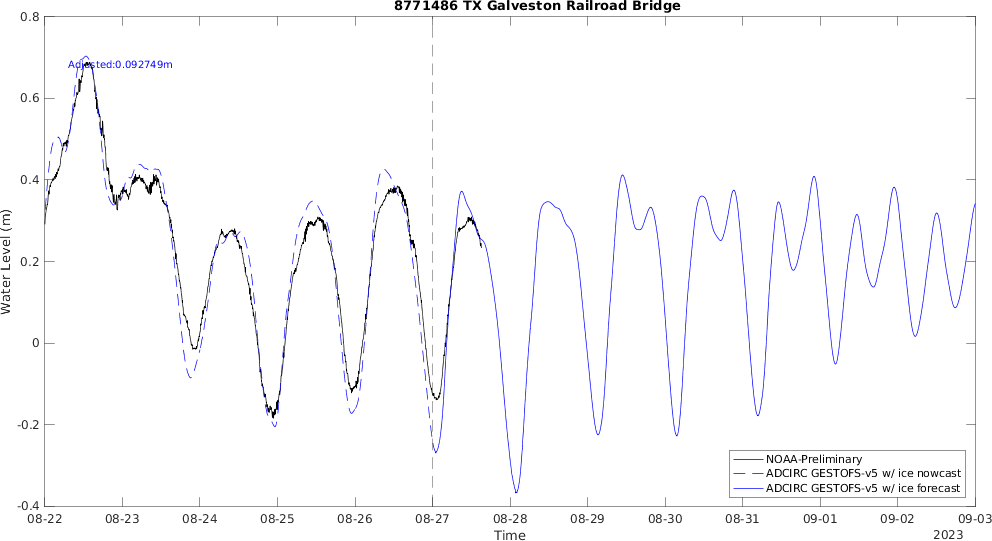 8771486 TX Galveston Railroad Bridge
Adjusted:0.092749m
Water Level (m)
0.8
0.6
0.4
0.2
0
-0.2
-0.4
NOAA-Preliminary
ADCIRC GESTOFS-v5 w/ ice nowcast
ADCIRC GESTOFS-v5 w/ ice forecast
08-22 08-23 08-24 08-25 08-26 08-27 08-28 08-29 08-30 08-31 09-01 09-02 09-03
Time
2023